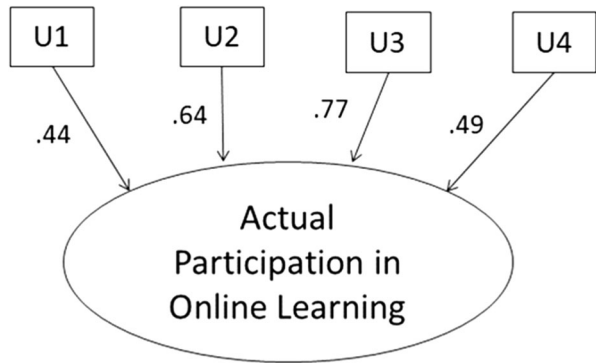 U1
U2
U3
U4
.44
.64
.77
.49
Actual
Participation in
Online Learning